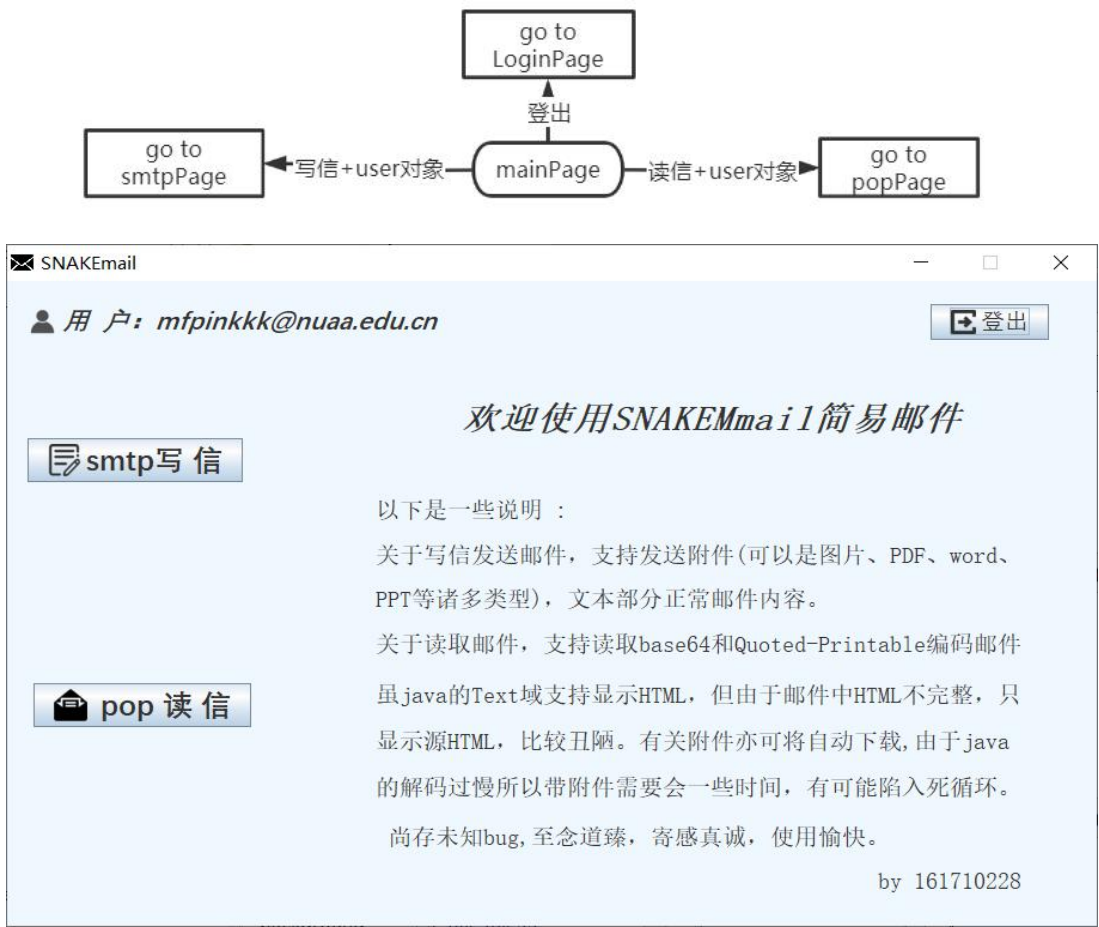 go to
LoginPage
登出
go to
smtpPage
写信+user对象
mainPage
读信+user对象
go to
popPage
SNAKEmail
用 户：mfpinkkk@nuaa.edu.cn
登出
欢迎使用SNAKEMmail简易邮件
smtp写 信
以下是一些说明 :
关于写信发送邮件，支持发送附件(可以是图片、PDF、word、
PPT等诸多类型)，文本部分正常邮件内容。
关于读取邮件，支持读取base64和Quoted-Printable编码邮件
虽java的Text域支持显示HTML，但由于邮件中HTML不完整，只
pop 读 信
显示源HTML，比较丑陋。有关附件亦可将自动下载,由于java
的解码过慢所以带附件需要会一些时间，有可能陷入死循环。
尚存未知bug,至念道臻，寄感真诚，使用愉快。
by 161710228